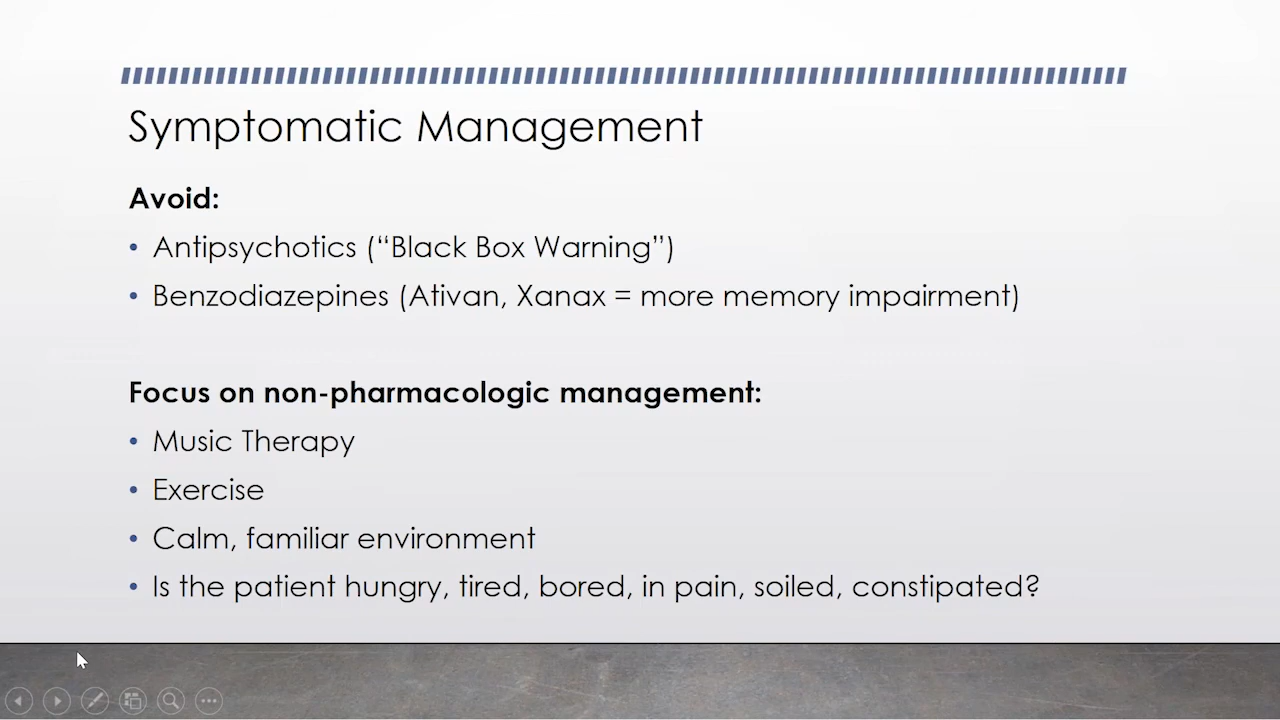 Symptomatic Management
Avoid:
• Antipsychotics (“Black Box Warning”)
• Benzodiazepines (Ativan, Xanax = more memory impairment)
Focus on non-pharmacologic management:
• Music Therapy
• Exercise
• Calm, familiar environment
• Is the patient hungry, tired, bored, in pain, soiled, constipated?